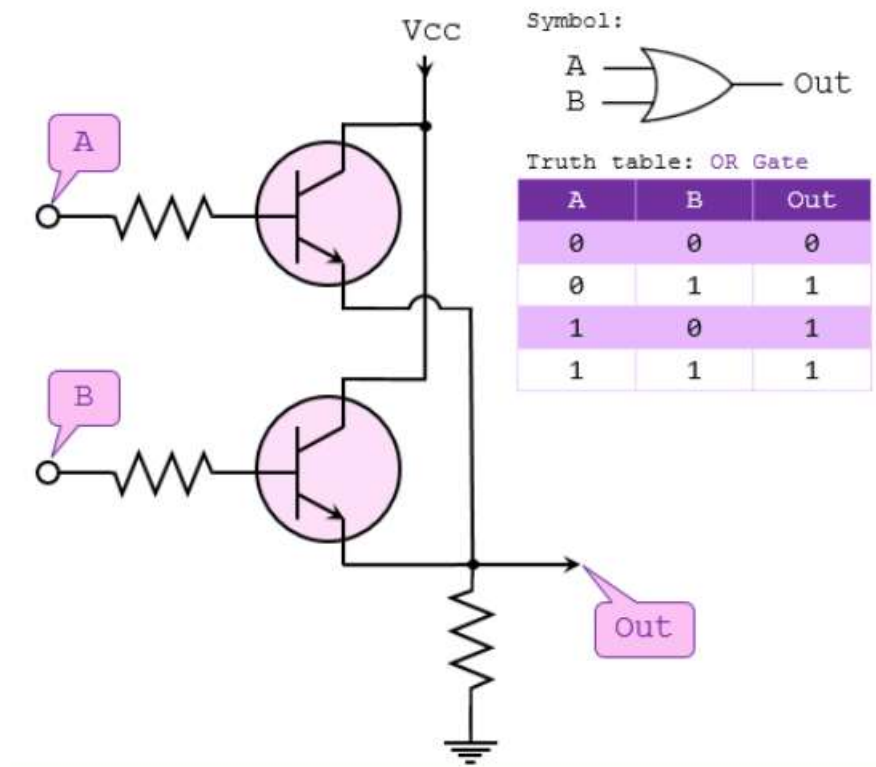 Vcc
A
B
Out
Symbol:
A
B
Out
Truth table: OR Gate
A B Out
0 0 0
0 1 1
1 0 1
1 1 1